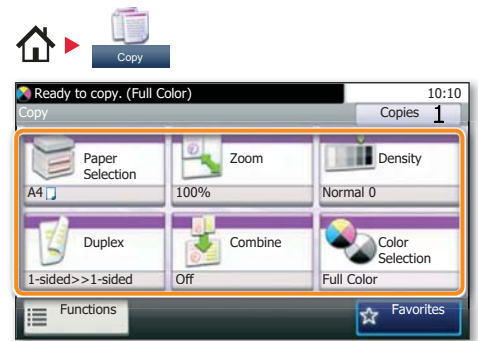 Copy
Ready to copy. (Full Color) 10:10
Copy Copies 1
Paper Selection
A4
Zoom
100%
Density
Normal 0
Duplex
1-sided>>1-sided
Combine
Off
Color Selection
Full Color
Functions
Favorites